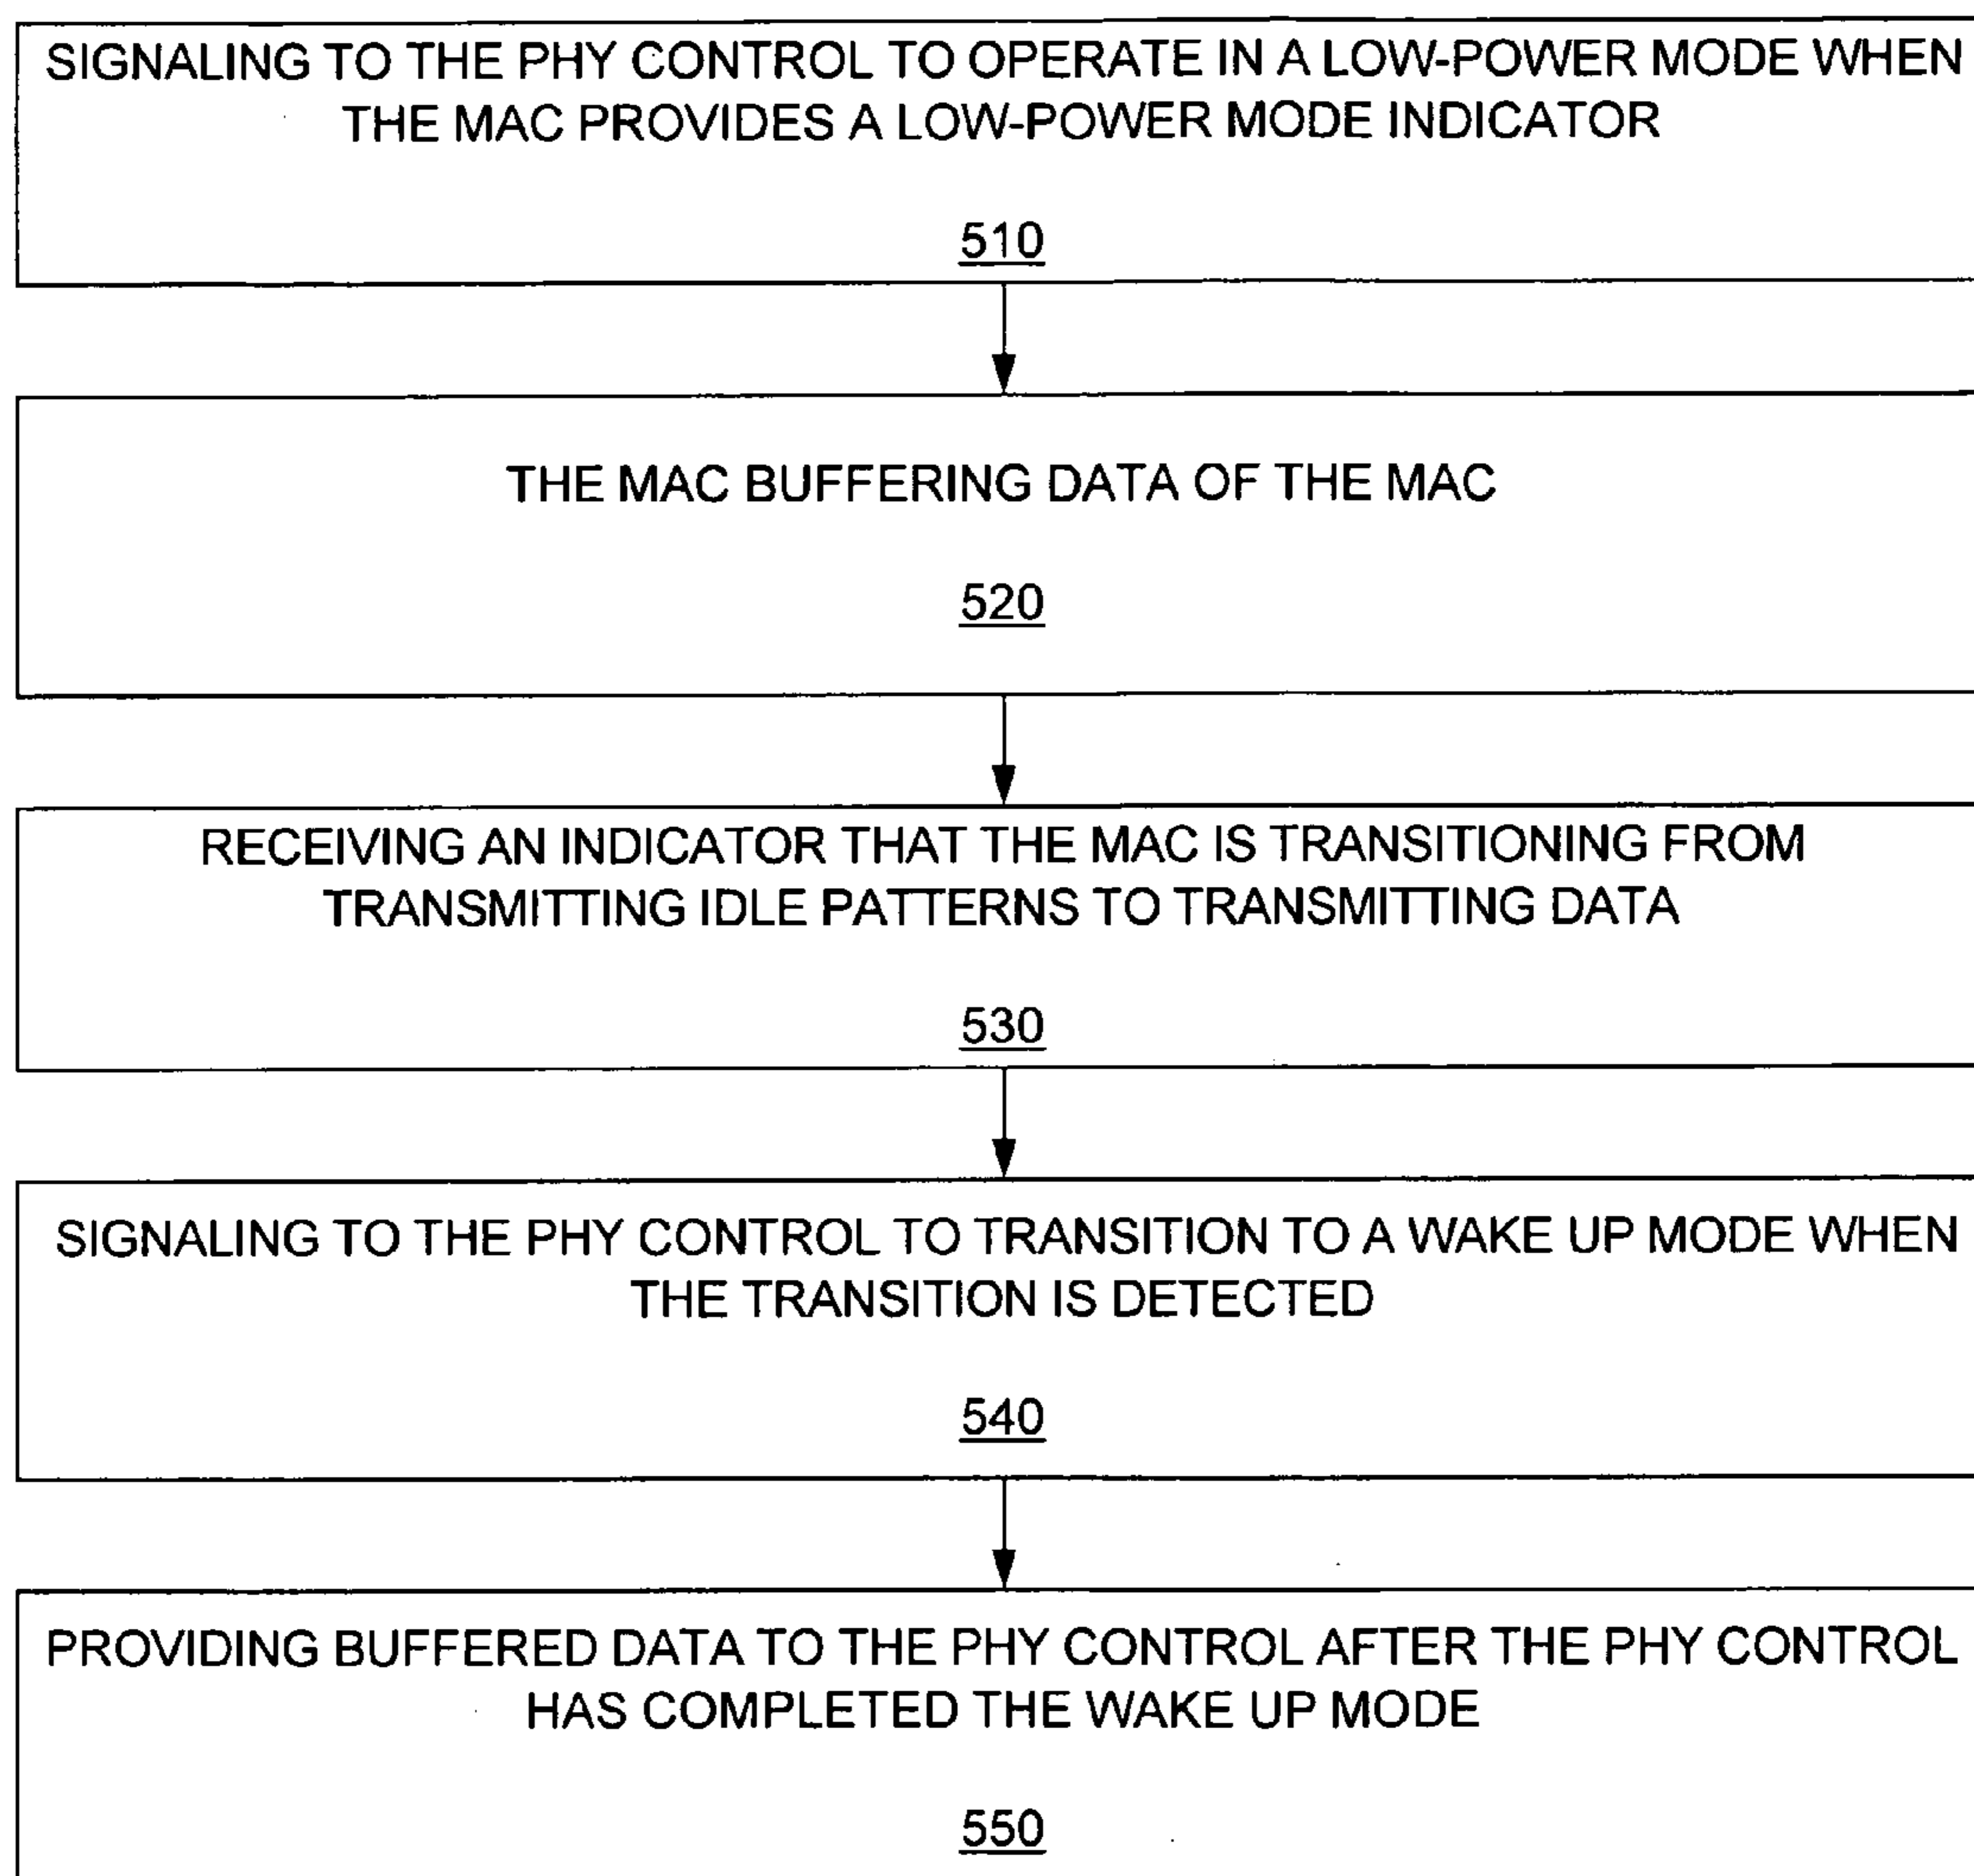 SIGNALING TO THE PHY CONTROL TO OPERATE IN A LOW-POWER MODE WHEN
THE MAC PROVIDES A LOW-POWER MODE INDICATOR
510
THE MAC BUFFERING DATA OF THE MAC
520
RECEIVING AN INDICATOR THAT THE MAC IS TRANSITIONING FROM
TRANSMITTING IDLE PATTERNS TO TRANSMITTING DATA
530
SIGNALING TO THE PHY CONTROL TO TRANSITION TO A WAKE UP MODE WHEN
THE TRANSITION IS DETECTED
540
PROVIDING BUFFERED DATA TO THE PHY CONTROL AFTER THE PHY CONTROL
HAS COMPLETED THE WAKE UP MODE
550